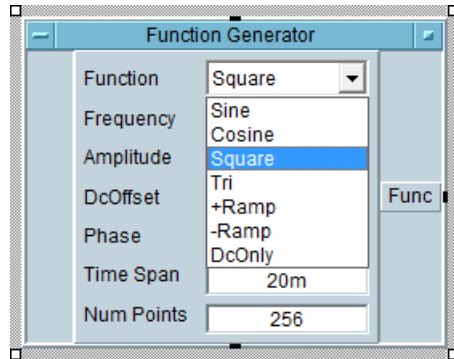 Function Generator
Function Square
Frequency Sine
Cosine
Amplitude Square
Tri
DcOffset +Ramp Func
Phase -Ramp
DcOnly
Time Span 20m
Num Points 256